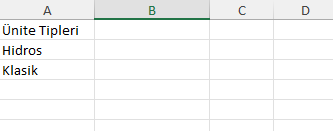 A B C D
Ünite Tipleri
Hidros
Klasik